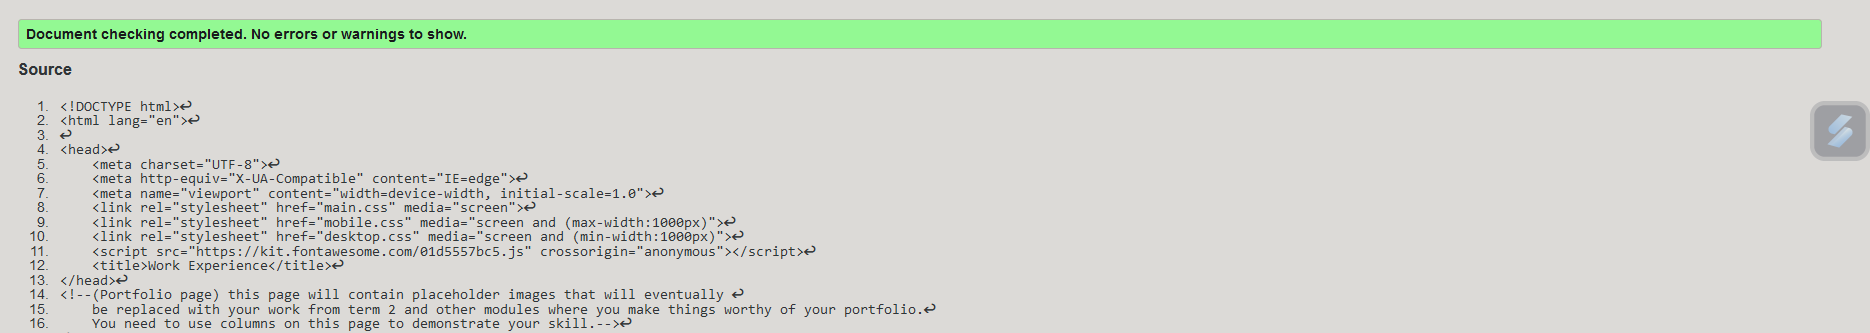 Document checking completed. No errors or warnings to show.
Source
1. <!DOCTYPE html>↩
2. <html lang="en">↩
3. ↩
4. <head>↩
5.     <meta charset="UTF-8">↩
6.     <meta http-equiv="X-UA-Compatible" content="IE=edge">↩
7.     <meta name="viewport" content="width=device-width, initial-scale=1.0">↩
8.     <link rel="stylesheet" href="main.css" media="screen">↩
9.     <link rel="stylesheet" href="mobile.css" media="screen and (max-width:1000px)">↩
10.     <link rel="stylesheet" href="desktop.css" media="screen and (min-width:1000px)">↩
11.     <script src="https://kit.fontawesome.com/01d5557bc5.js" crossorigin="anonymous"></script>↩
12.     <title>Work Experience</title>↩
13. </head>↩
14. <!--(Portfolio page) this page will contain placeholder images that will eventually ↩
15.     be replaced with your work from term 2 and other modules where you make things worthy of your portfolio.↩
16.     You need to use columns on this page to demonstrate your skill.-->↩